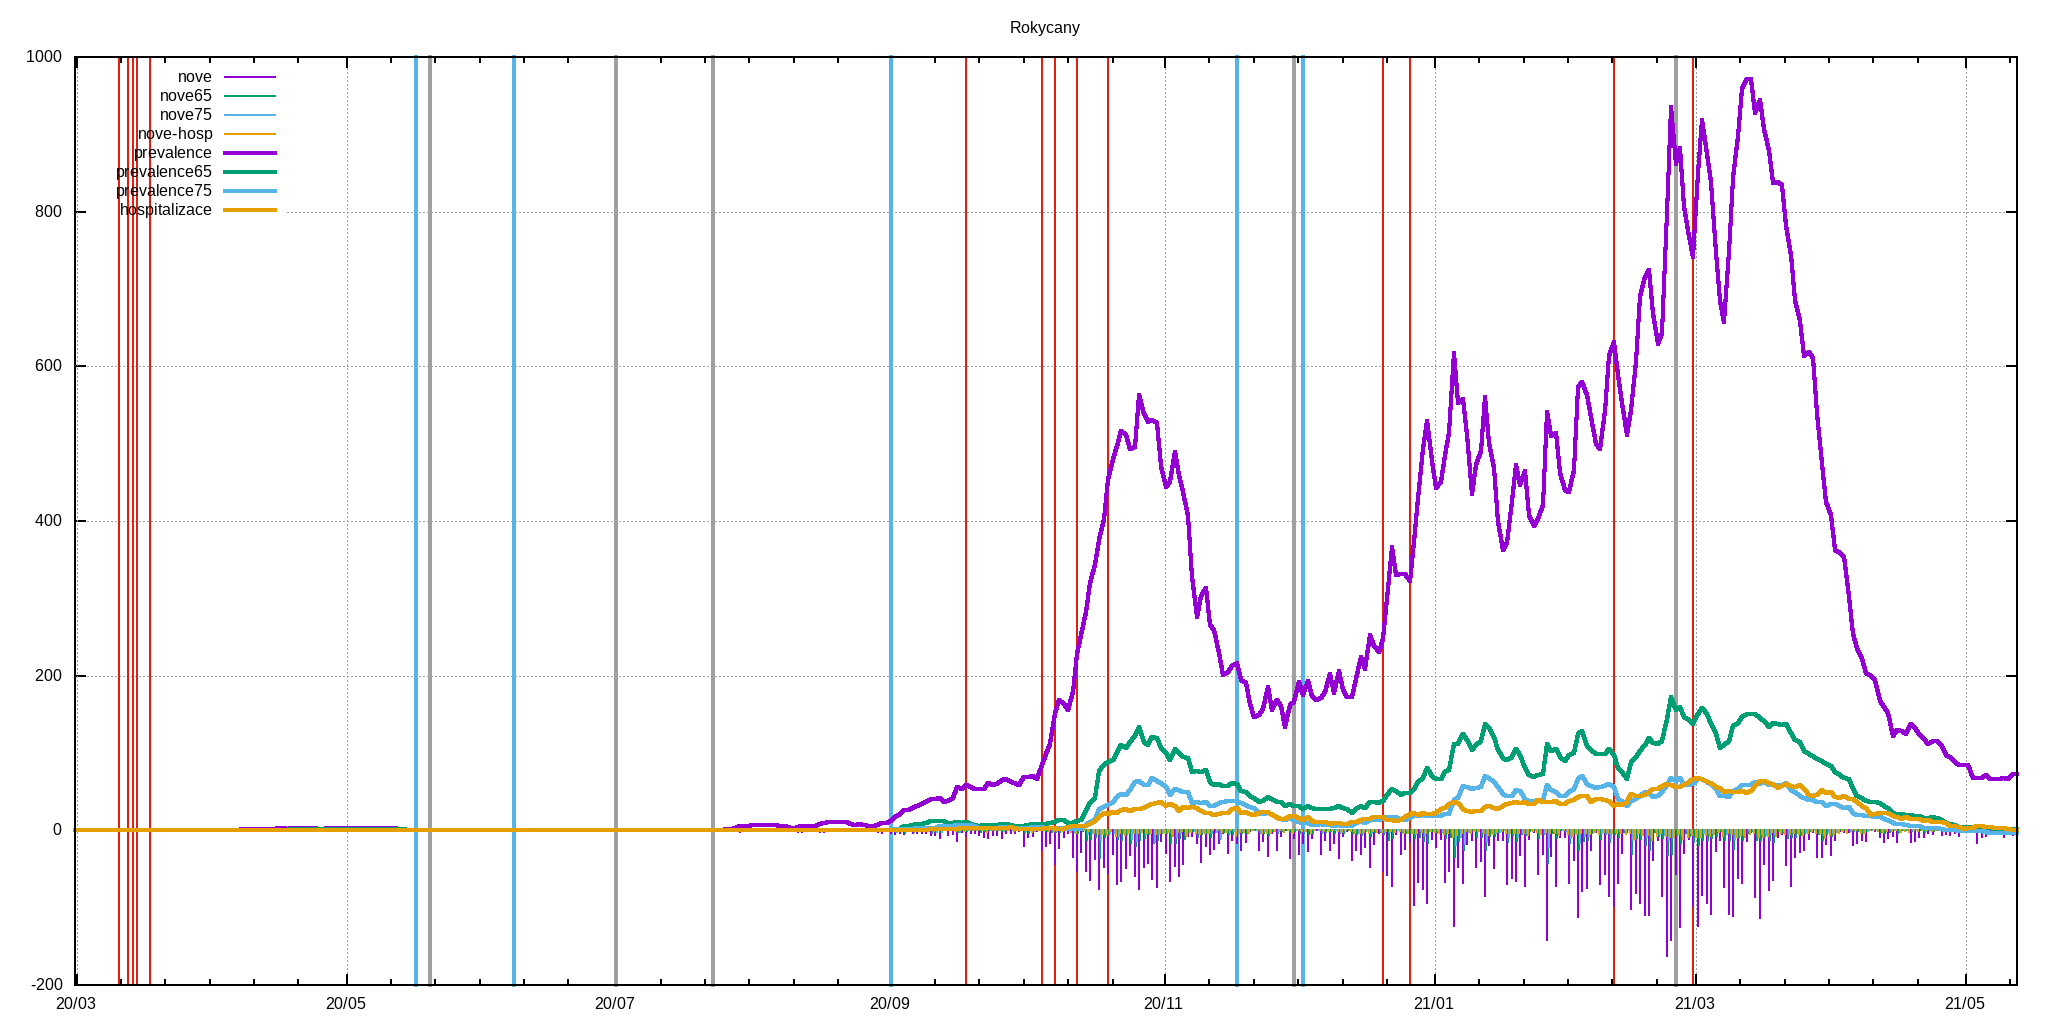 Rokycany
1000
800
600
400
200
0
-200
nove
nove65
nove75
nove-hosp
prevalence
prevalence65
prevalence75
hospitalizace
20/03 20/05 20/07 20/09 20/11 21/01 21/03 21/05